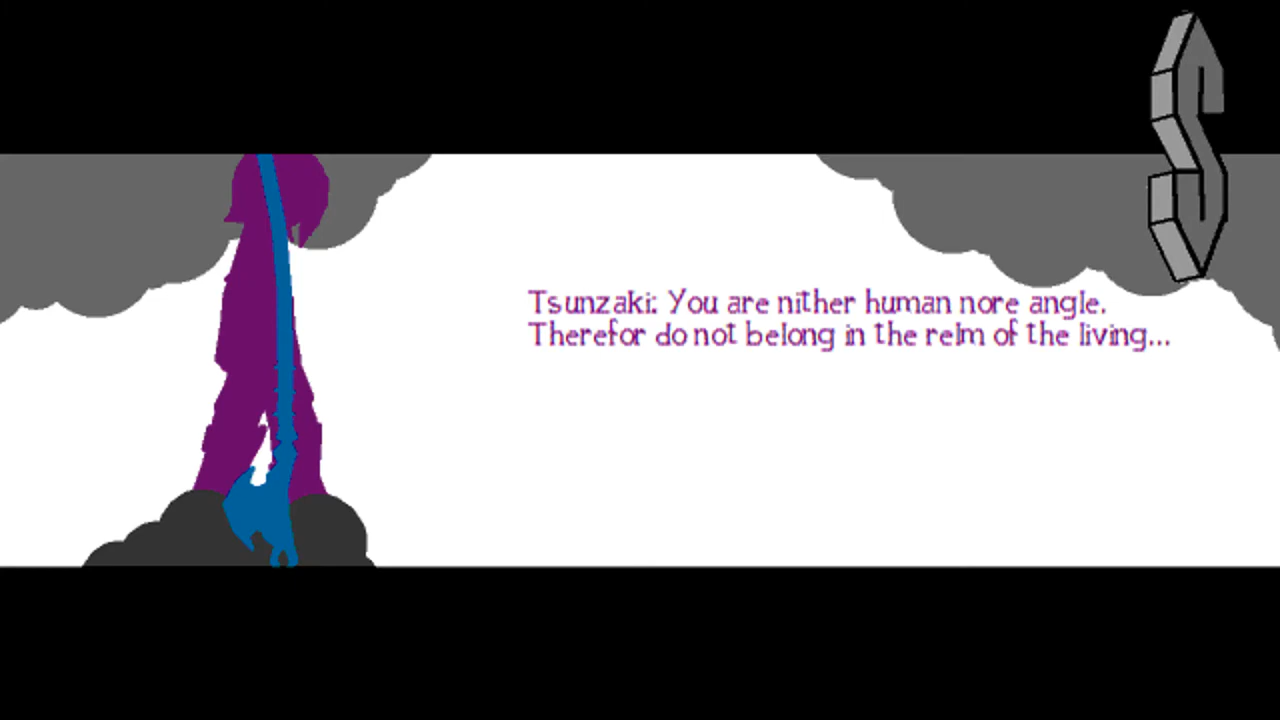 S
Tsunzaki: You are nither human nore angle.
Therefor do not belong in the relm of the living...